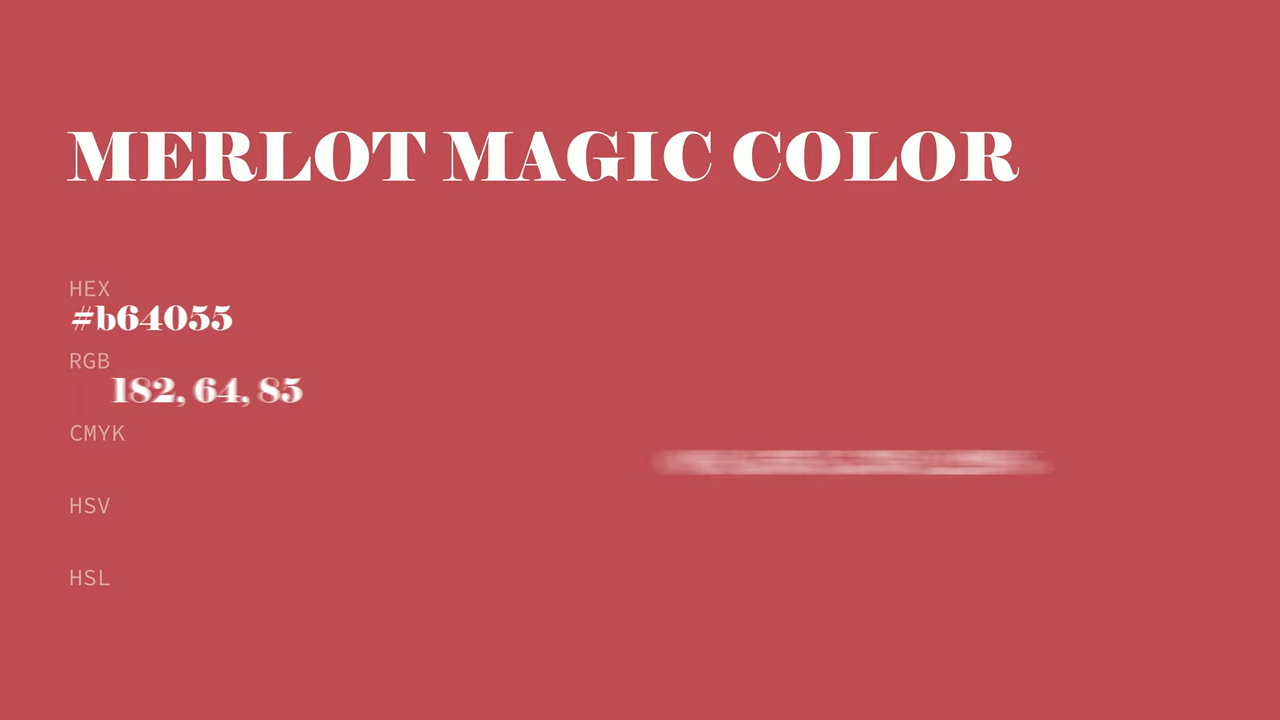 MERLOT MAGIC COLOR
HEX
#b64055
RGB
182, 64, 85
CMYK
HSV
HSL